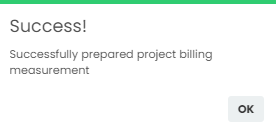 Success!
Successfully prepared project billing
measurement
OK